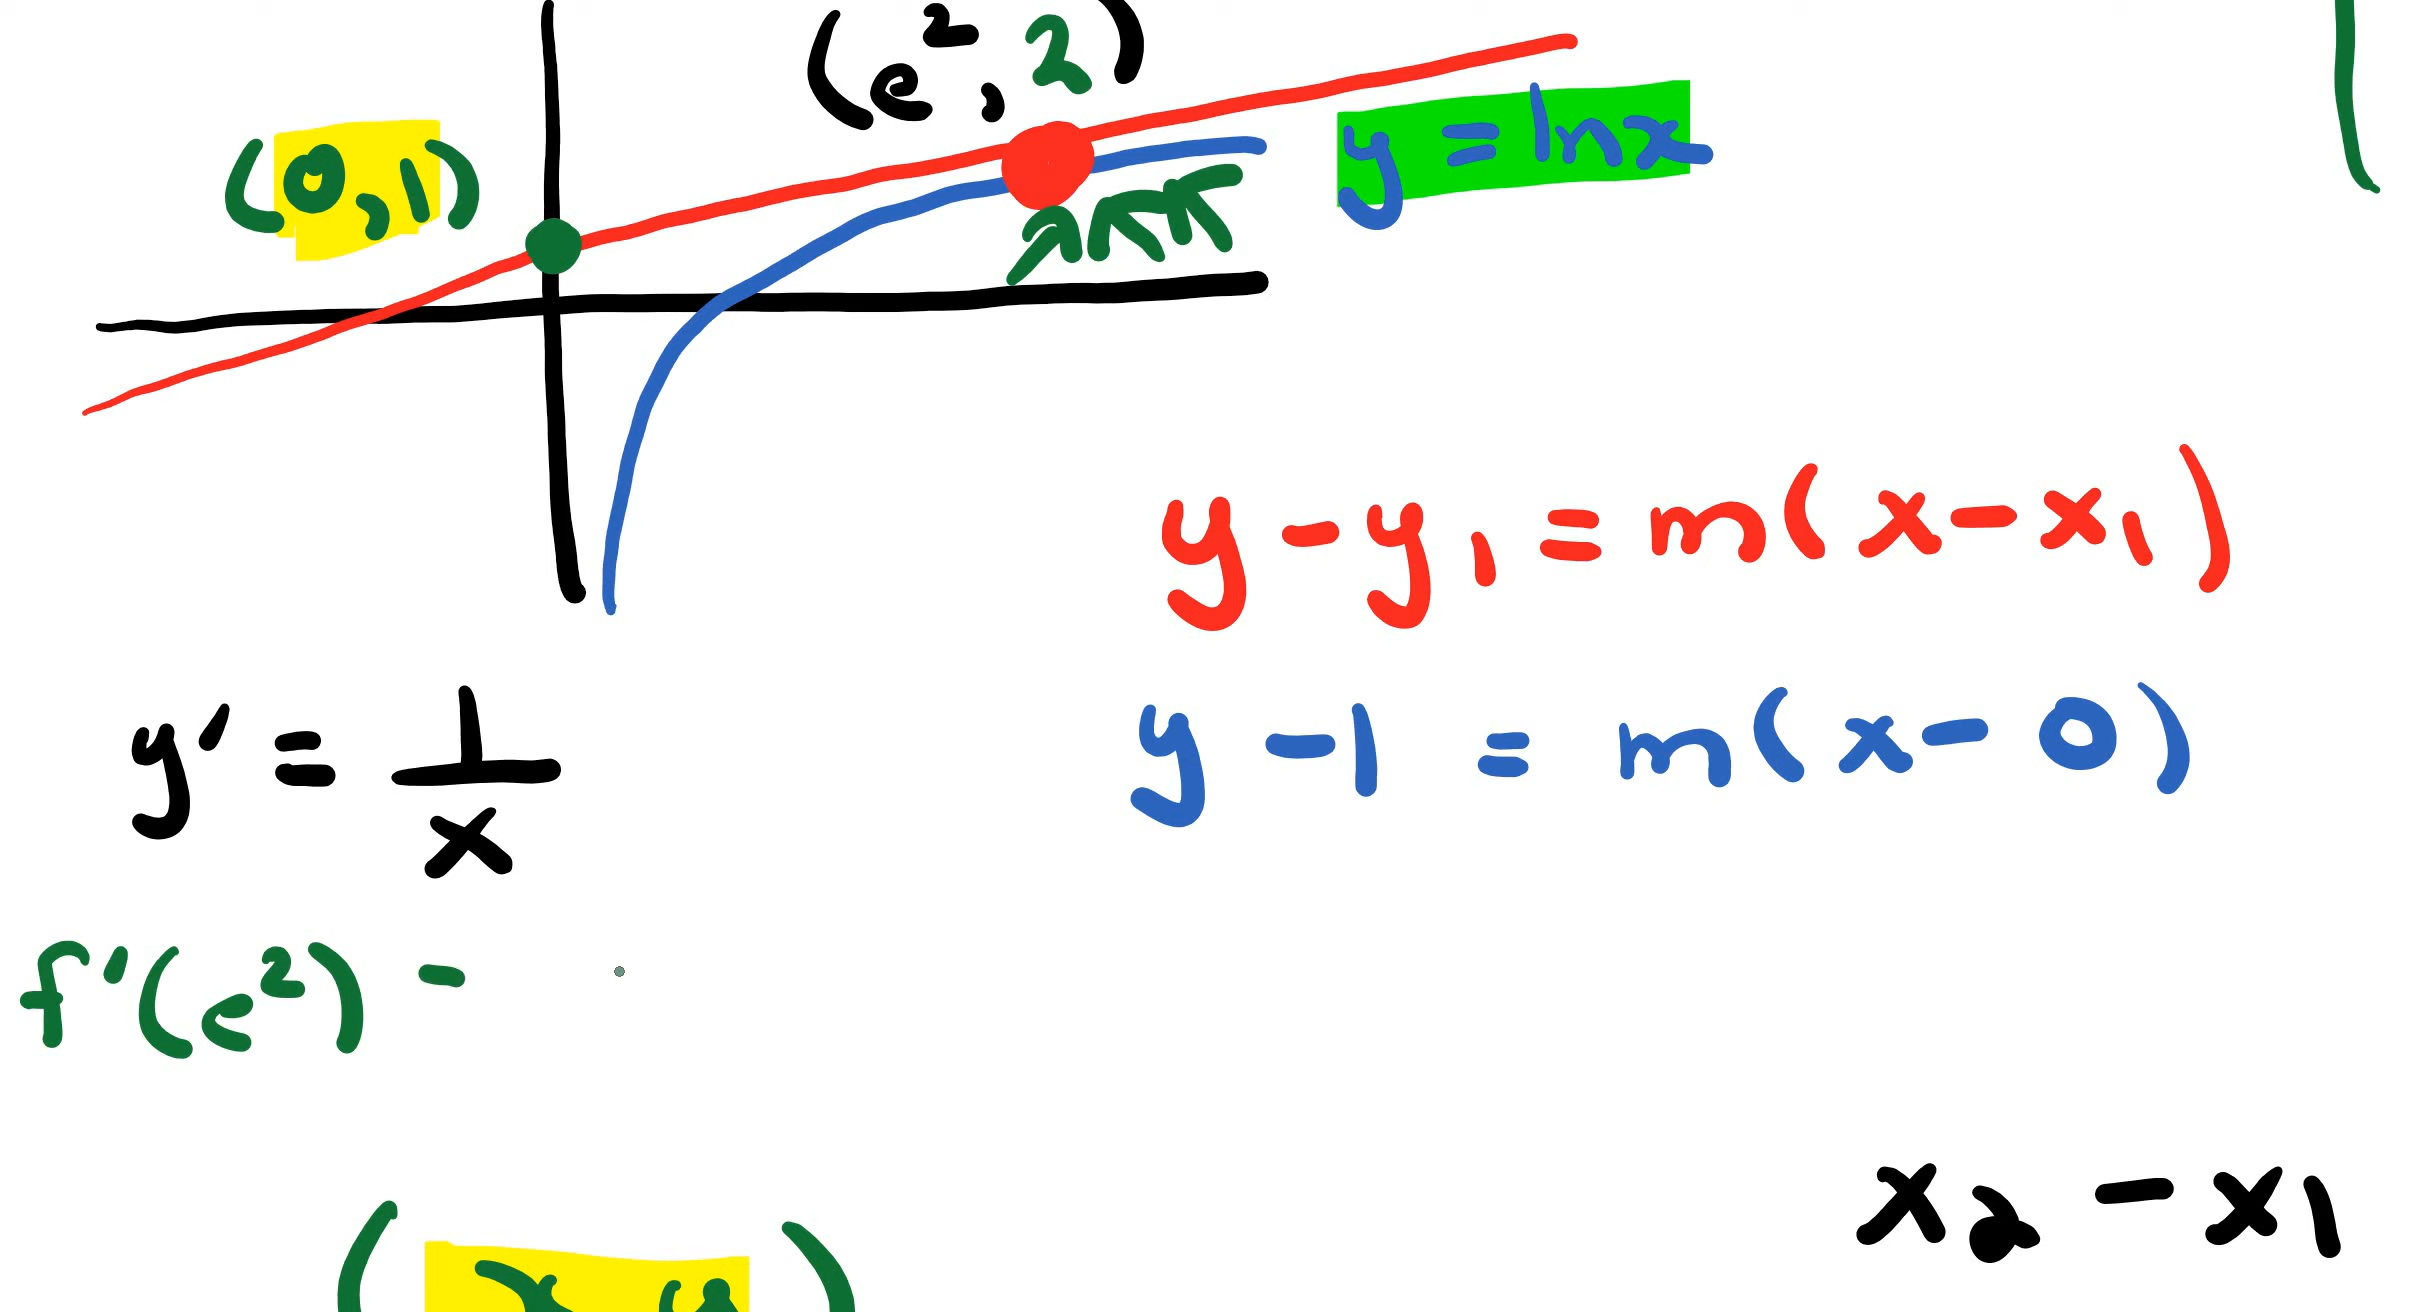 (e², 2)
(0, 1)
y = ln x
y - y₁ = m(x - x₁)
y' = 1/x
y - 1 = m(x - 0)
f'(e²) -
x₂ - x₁